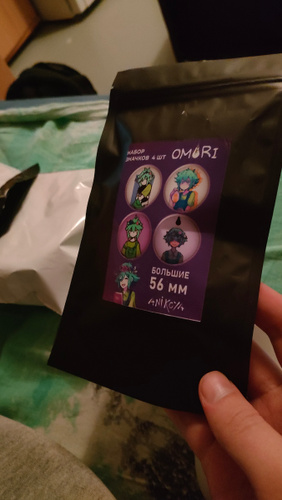 НАБОР
ЗНАЧКОВ 4 ШТ OMORI
БОЛЬШИЕ
56 мм
ANIKOYA